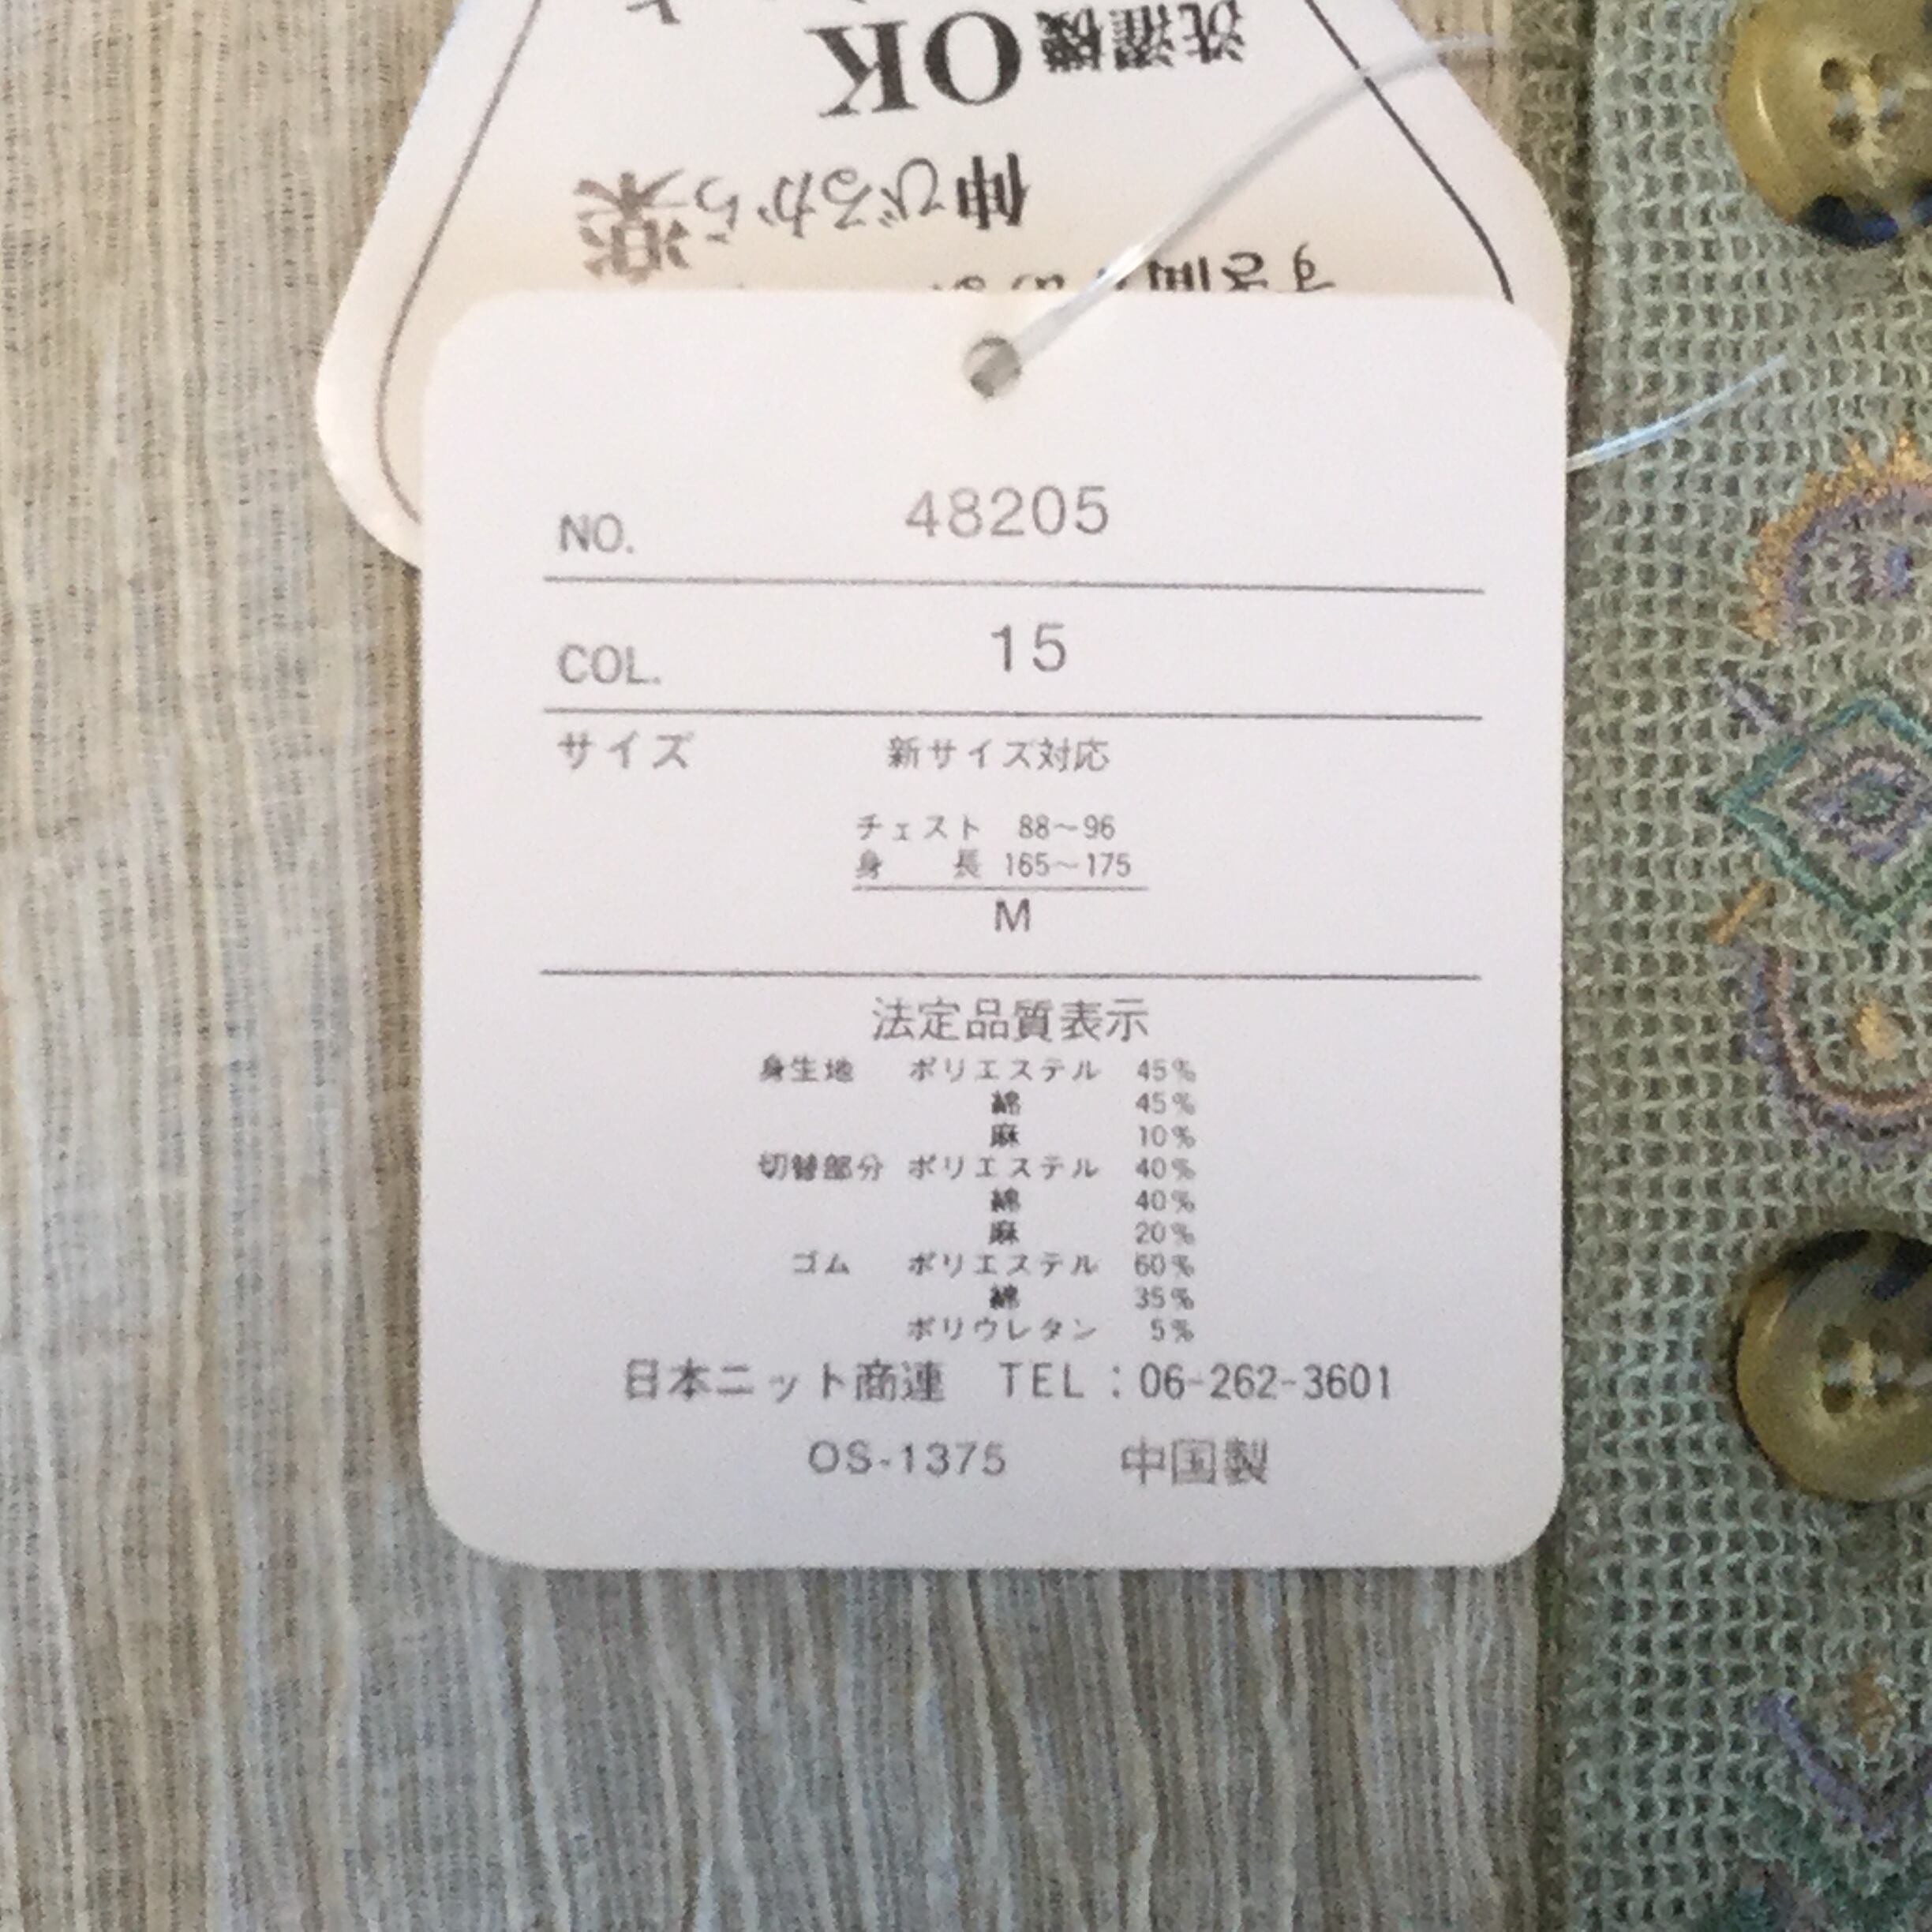 洗濯機OK
伸びるから楽
NO. 48205
COL. 15
サイズ 新サイズ対応
チェスト 88〜96
身 長 165〜175
M
法定品質表示
身生地 ポリエステル 45%
綿 45%
麻 10%
切替部分 ポリエステル 40%
綿 40%
麻 20%
ゴム ポリエステル 60%
綿 35%
ポリウレタン 5%
日本ニット商連 TEL:06-262-3601
OS-1375 中国製